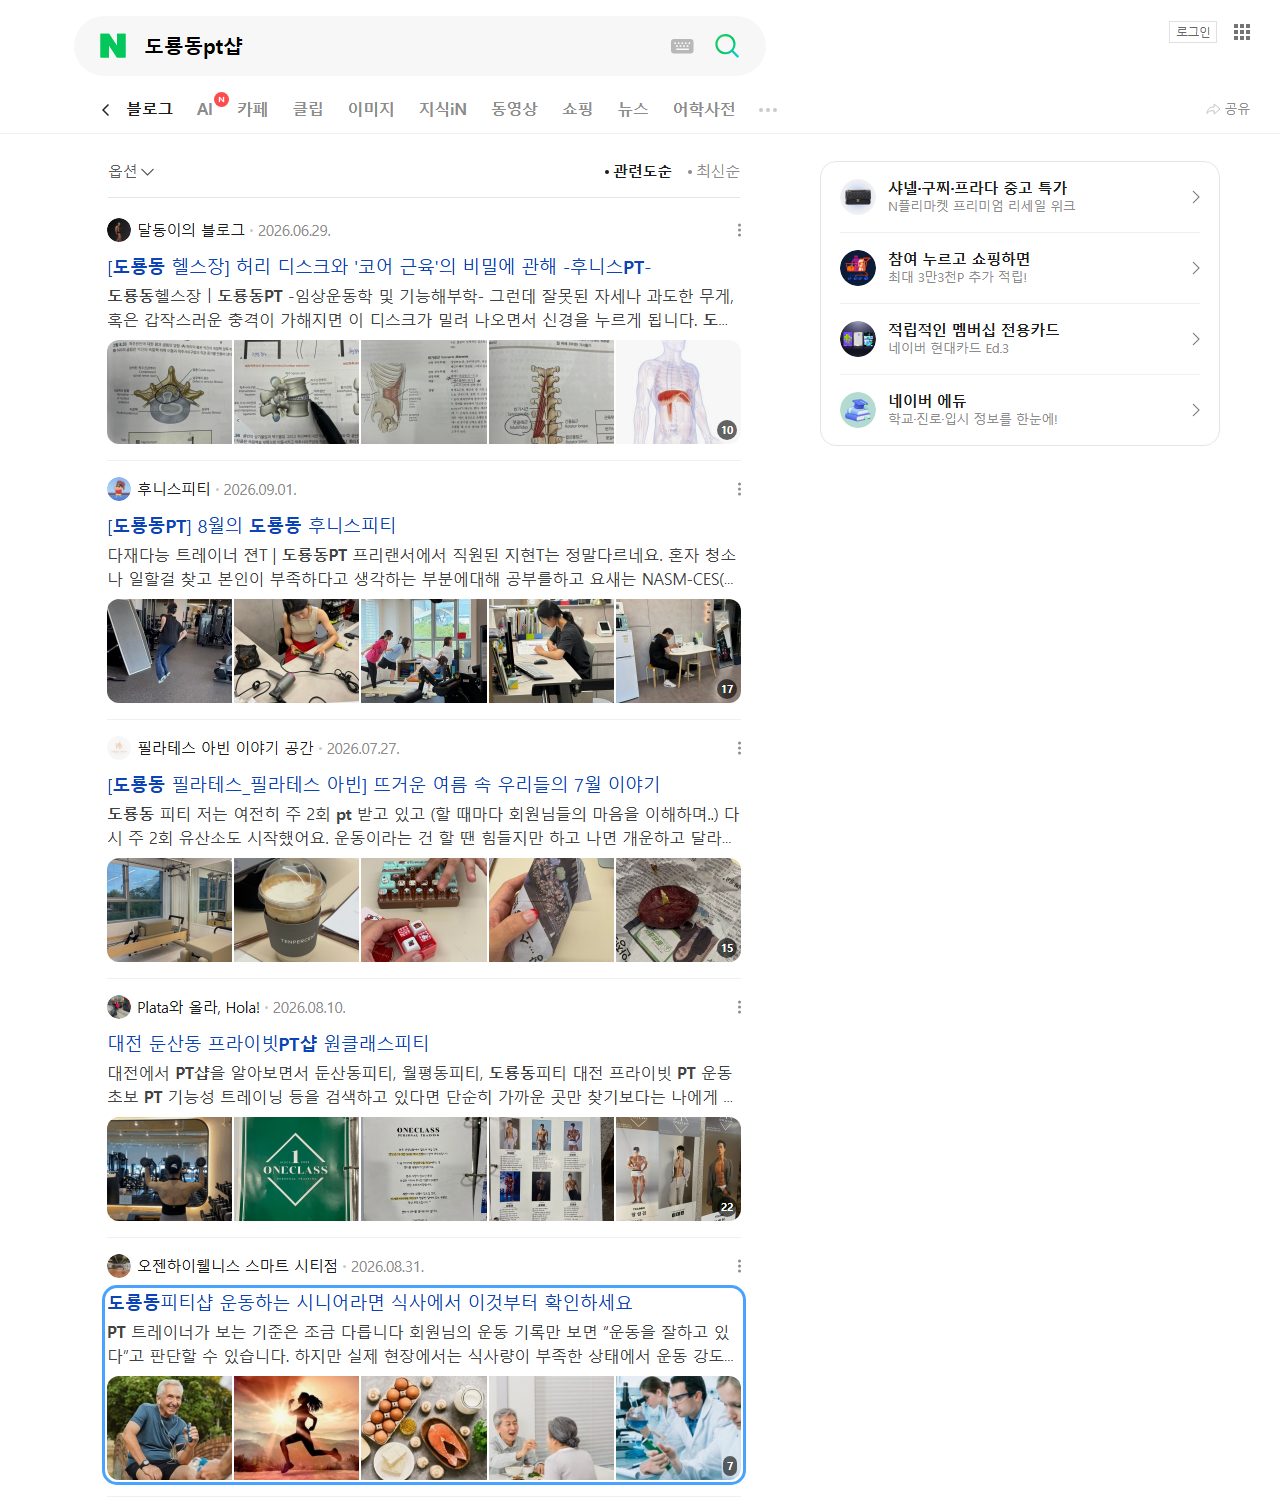 도룡동pt샵
로그인
블로그 AI N 카페 클립 이미지 지식iN 동영상 쇼핑 뉴스 어학사전
공유
옵션
관련도순 최신순
달동이의 블로그 · 2026.06.29.
[도룡동 헬스장] 허리 디스크와 '코어 근육'의 비밀에 관해 -후니스PT-
도룡동헬스장 | 도룡동PT -임상운동학 및 기능해부학- 그런데 잘못된 자세나 과도한 무게,
혹은 갑작스러운 충격이 가해지면 이 디스크가 밀려 나오면서 신경을 누르게 됩니다. 도...
10
후니스피티 · 2026.09.01.
[도룡동PT] 8월의 도룡동 후니스피티
다재다능 트레이너 젼T | 도룡동PT 프리랜서에서 직원된 지현T는 정말다르네요. 혼자 청소
나 일할걸 찾고 본인이 부족하다고 생각하는 부분에대해 공부를하고 요새는 NASM-CES(...
17
필라테스 아빈 이야기 공간 · 2026.07.27.
[도룡동 필라테스_필라테스 아빈] 뜨거운 여름 속 우리들의 7월 이야기
도룡동 피티 저는 여전히 주 2회 pt 받고 있고 (할 때마다 회원님들의 마음을 이해하며..) 다
시 주 2회 유산소도 시작했어요. 운동이라는 건 할 땐 힘들지만 하고 나면 개운하고 달라...
TENPERCENT
15
Plata와 올라, Hola! · 2026.08.10.
대전 둔산동 프라이빗PT샵 원클래스피티
대전에서 PT샵을 알아보면서 둔산동피티, 월평동피티, 도룡동피티 대전 프라이빗 PT 운동
초보 PT 기능성 트레이닝 등을 검색하고 있다면 단순히 가까운 곳만 찾기보다는 나에게 ...
1
ONECLASS
PERSONAL TRAINING
ONECLASS
PERSONAL TRAINING
22
오젠하이웰니스 스마트 시티점 · 2026.08.31.
도룡동피티샵 운동하는 시니어라면 식사에서 이것부터 확인하세요
PT 트레이너가 보는 기준은 조금 다릅니다 회원님의 운동 기록만 보면 “운동을 잘하고 있
다”고 판단할 수 있습니다. 하지만 실제 현장에서는 식사량이 부족한 상태에서 운동 강도...
7
샤넬·구찌·프라다 중고 특가
N플리마켓 프리미엄 리세일 위크
참여 누르고 쇼핑하면
최대 3만3천P 추가 적립!
적립적인 멤버십 전용카드
네이버 현대카드 Ed.3
네이버 에듀
학교·진로·입시 정보를 한눈에!